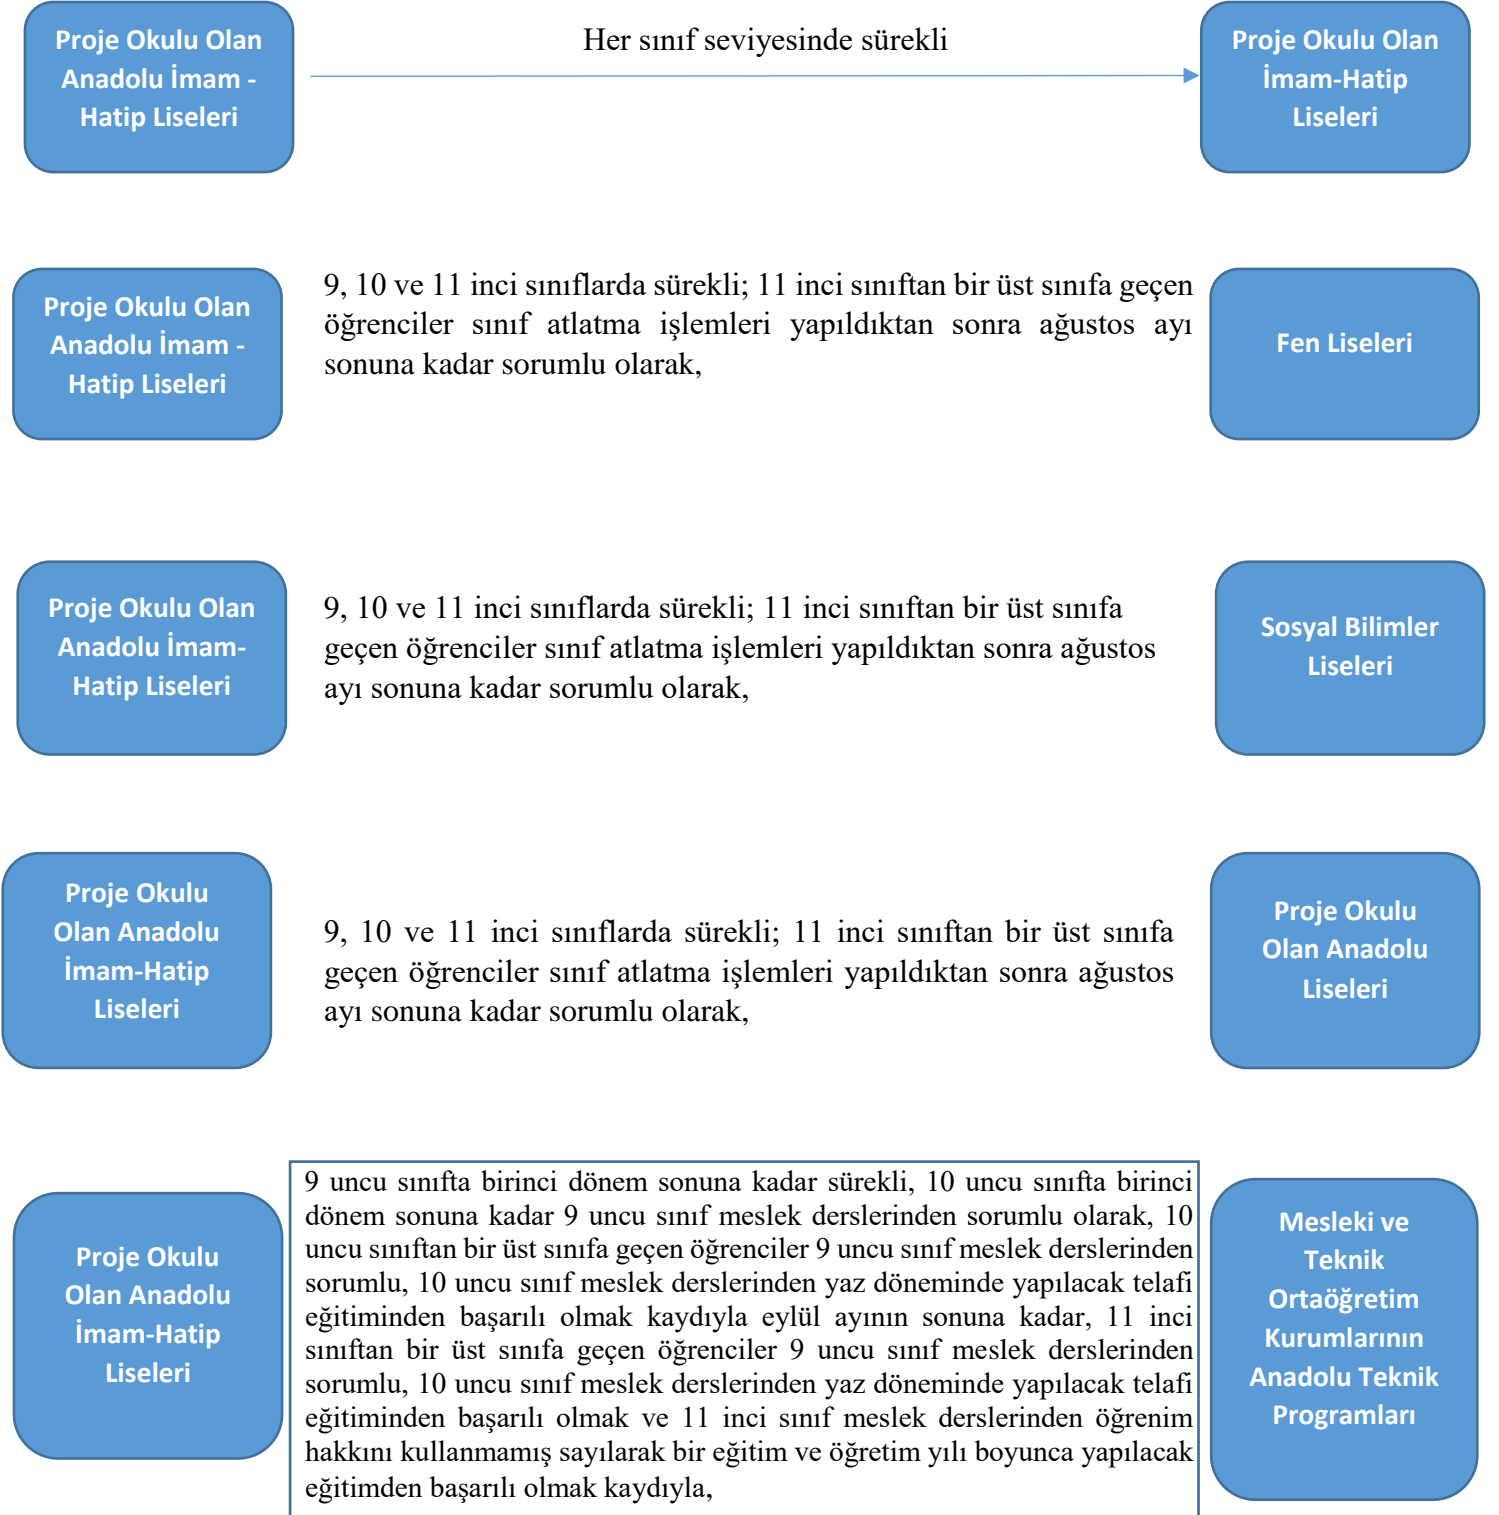 Proje Okulu Olan
Anadolu İmam -
Hatip Liseleri
Her sınıf seviyesinde sürekli
Proje Okulu Olan
İmam-Hatip
Liseleri
Proje Okulu Olan
Anadolu İmam -
Hatip Liseleri
9, 10 ve 11 inci sınıflarda sürekli; 11 inci sınıftan bir üst sınıfa geçen
öğrenciler sınıf atlatma işlemleri yapıldıktan sonra ağustos ayı
sonuna kadar sorumlu olarak,
Fen Liseleri
Proje Okulu Olan
Anadolu İmam-
Hatip Liseleri
9, 10 ve 11 inci sınıflarda sürekli; 11 inci sınıftan bir üst sınıfa
geçen öğrenciler sınıf atlatma işlemleri yapıldıktan sonra ağustos
ayı sonuna kadar sorumlu olarak,
Sosyal Bilimler
Liseleri
Proje Okulu
Olan Anadolu
İmam-Hatip
Liseleri
9, 10 ve 11 inci sınıflarda sürekli; 11 inci sınıftan bir üst sınıfa
geçen öğrenciler sınıf atlatma işlemleri yapıldıktan sonra ağustos
ayı sonuna kadar sorumlu olarak,
Proje Okulu
Olan Anadolu
Liseleri
Proje Okulu
Olan Anadolu
İmam-Hatip
Liseleri
9 uncu sınıfta birinci dönem sonuna kadar sürekli, 10 uncu sınıfta birinci
dönem sonuna kadar 9 uncu sınıf meslek derslerinden sorumlu olarak, 10
uncu sınıftan bir üst sınıfa geçen öğrenciler 9 uncu sınıf meslek derslerinden
sorumlu, 10 uncu sınıf meslek derslerinden yaz döneminde yapılacak telafi
eğitiminden başarılı olmak kaydıyla eylül ayının sonuna kadar, 11 inci
sınıftan bir üst sınıfa geçen öğrenciler 9 uncu sınıf meslek derslerinden
sorumlu, 10 uncu sınıf meslek derslerinden yaz döneminde yapılacak telafi
eğitiminden başarılı olmak ve 11 inci sınıf meslek derslerinden öğrenim
hakkını kullanmamış sayılarak bir eğitim ve öğretim yılı boyunca yapılacak
eğitimden başarılı olmak kaydıyla,
Mesleki ve
Teknik
Ortaöğretim
Kurumlarının
Anadolu Teknik
Programları